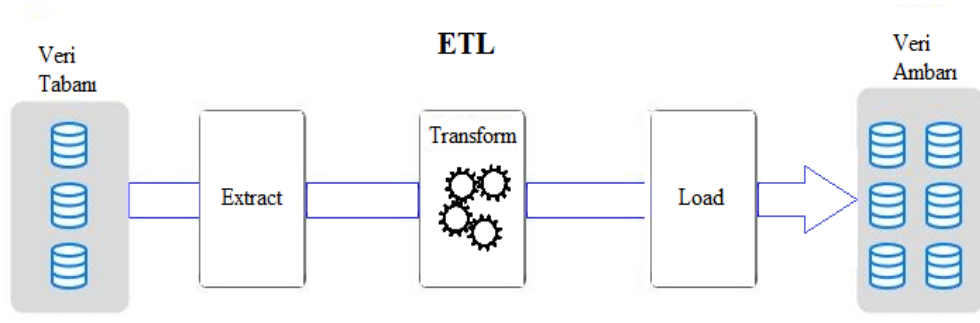 ETL
Veri
Tabanı
Extract
Transform
Load
Veri
Ambarı